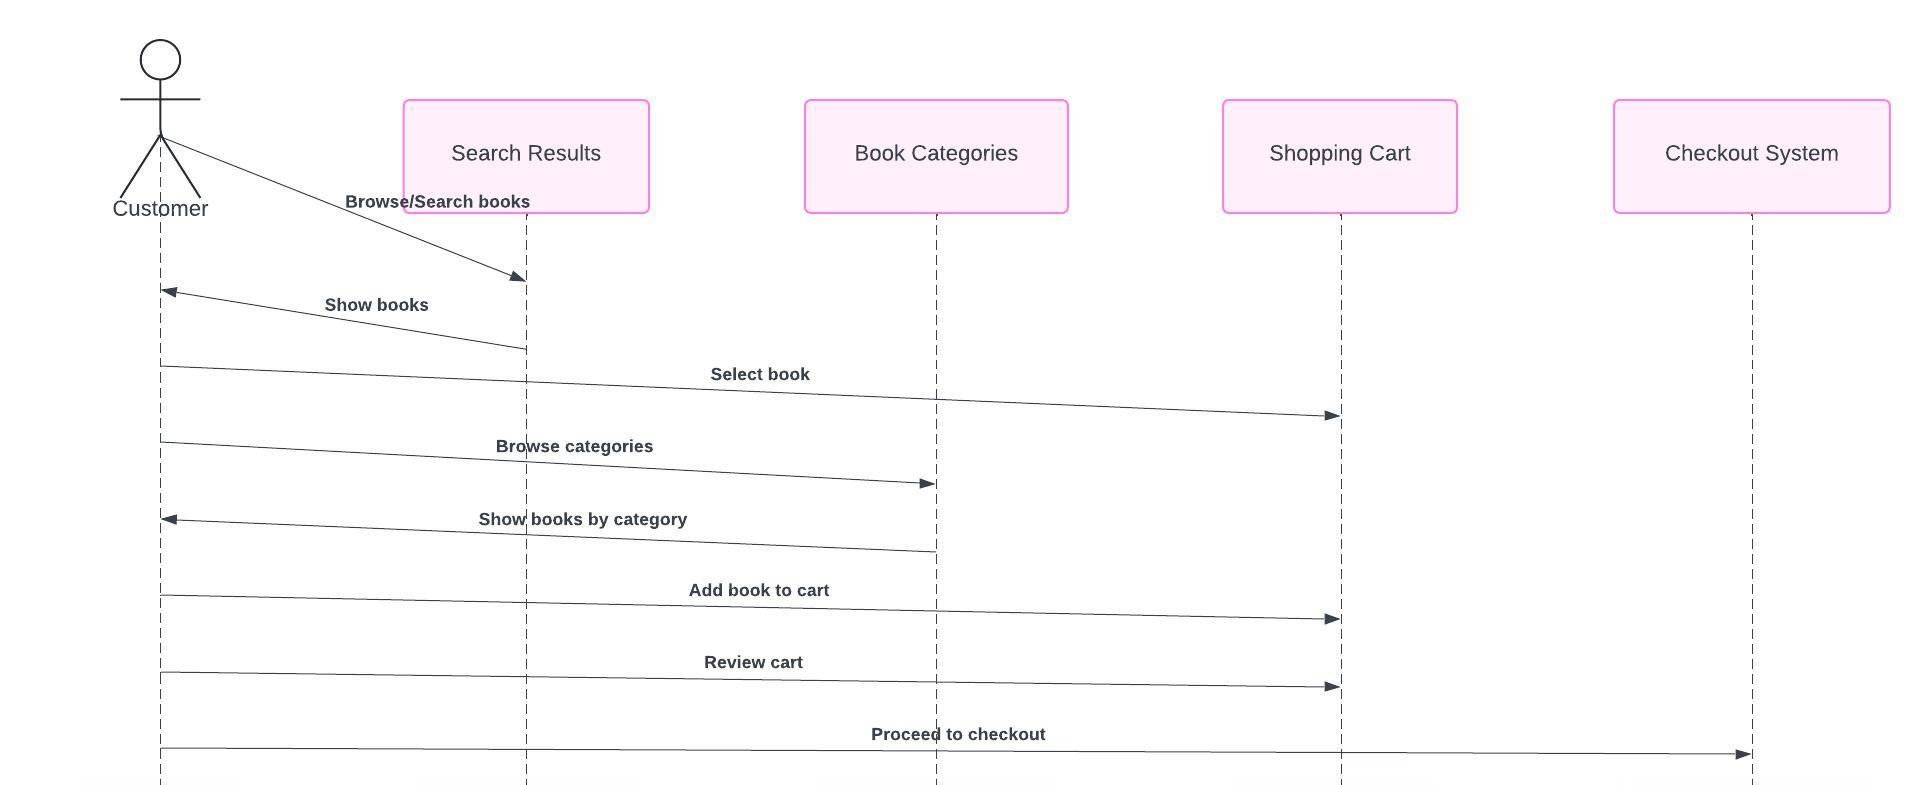 Search Results
Book Categories
Shopping Cart
Checkout System
Customer
Browse/Search books
Show books
Select book
Browse categories
Show books by category
Add book to cart
Review cart
Proceed to checkout